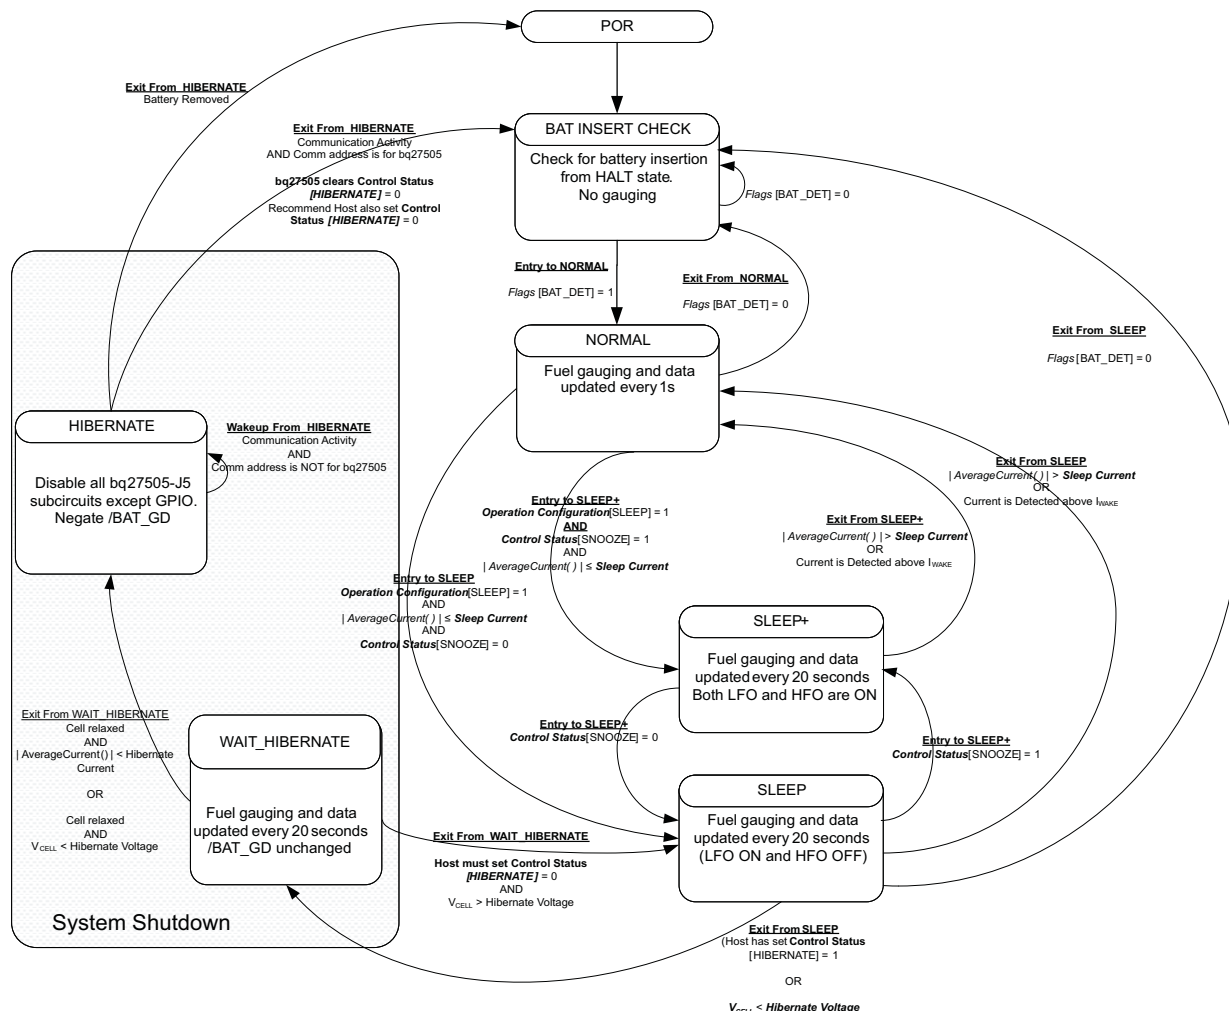 POR
Exit From HIBERNATE
Battery Removed
Exit From HIBERNATE
Communication Activity
AND Comm address is for bq27505
bq27505 clears Control Status
[HIBERNATE] = 0
Recommend Host also set Control
Status [HIBERNATE] = 0
BAT INSERT CHECK
Check for battery insertion
from HALT state.
No gauging
Flags [BAT_DET] = 0
Entry to NORMAL
Flags [BAT_DET] = 1
Exit From NORMAL
Flags [BAT_DET] = 0
Exit From SLEEP
Flags [BAT_DET] = 0
NORMAL
Fuel gauging and data
updated every 1s
HIBERNATE
Disable all bq27505-J5
subcircuits except GPIO.
Negate /BAT_GD
Wakeup From HIBERNATE
Communication Activity
AND
Comm address is NOT for bq27505
Exit From SLEEP
| AverageCurrent( ) | > Sleep Current
OR
Current is Detected above IWAKE
Entry to SLEEP+
Operation Configuration[SLEEP] = 1
AND
Control Status[SNOOZE] = 1
AND
| AverageCurrent( ) | ≤ Sleep Current
Exit From SLEEP+
| AverageCurrent( ) | > Sleep Current
OR
Current is Detected above IWAKE
Entry to SLEEP
Operation Configuration[SLEEP] = 1
AND
| AverageCurrent( ) | ≤ Sleep Current
AND
Control Status[SNOOZE] = 0
SLEEP+
Fuel gauging and data
updated every 20 seconds
Both LFO and HFO are ON
Entry to SLEEP+
Control Status[SNOOZE] = 0
Entry to SLEEP+
Control Status[SNOOZE] = 1
Exit From WAIT_HIBERNATE
Cell relaxed
AND
| AverageCurrent() | < Hibernate
Current
OR
Cell relaxed
AND
VCELL < Hibernate Voltage
WAIT_HIBERNATE
Fuel gauging and data
updated every 20 seconds
/BAT_GD unchanged
SLEEP
Fuel gauging and data
updated every 20 seconds
(LFO ON and HFO OFF)
Exit From WAIT_HIBERNATE
Host must set Control Status
[HIBERNATE] = 0
AND
VCELL > Hibernate Voltage
System Shutdown
Exit From SLEEP
(Host has set Control Status
[HIBERNATE] = 1
OR
VCELL < Hibernate Voltage